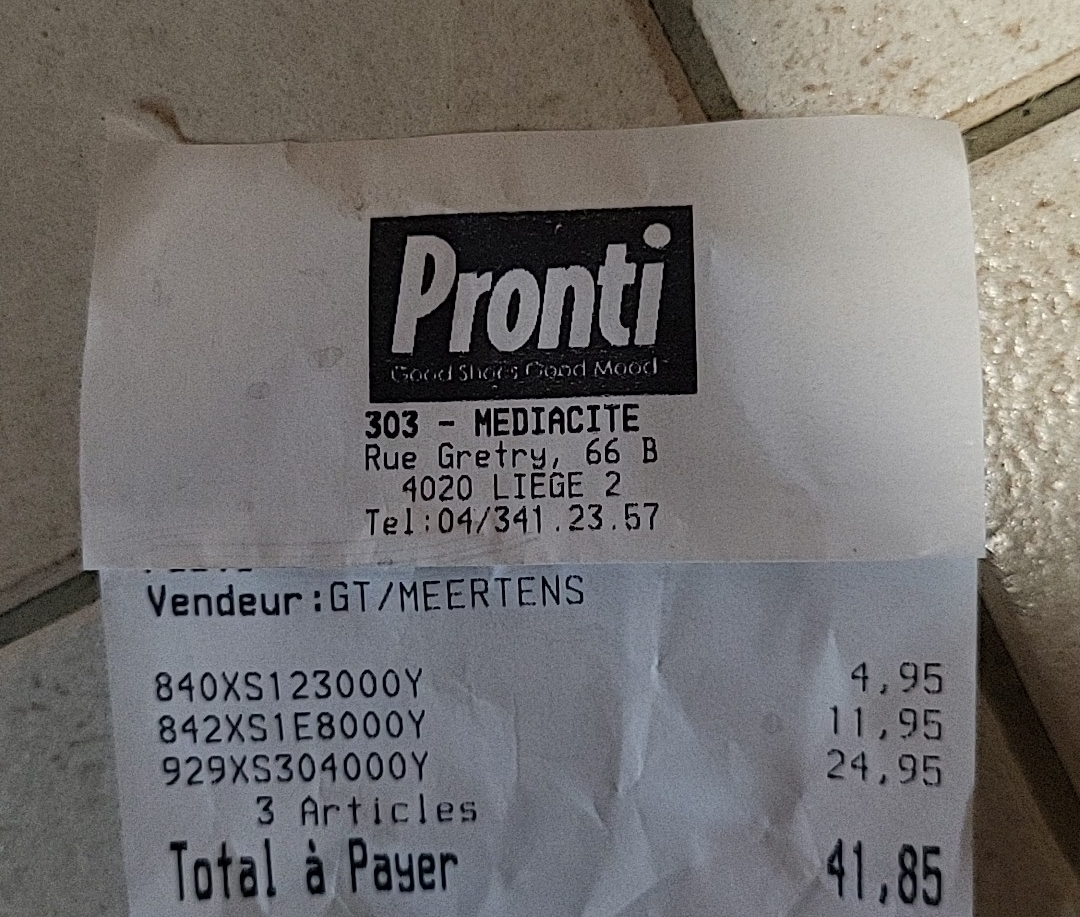 Pronti
Good Shoes Good Mood
303 - MEDIACITE
Rue Gretry, 66 B
4020 LIEGE 2
Tel:04/341.23.57
Vendeur:GT/MEERTENS
840XS123000Y 4,95
842XS1E8000Y 11,95
929XS304000Y 24,95
3 Articles
Total à Payer 41,85